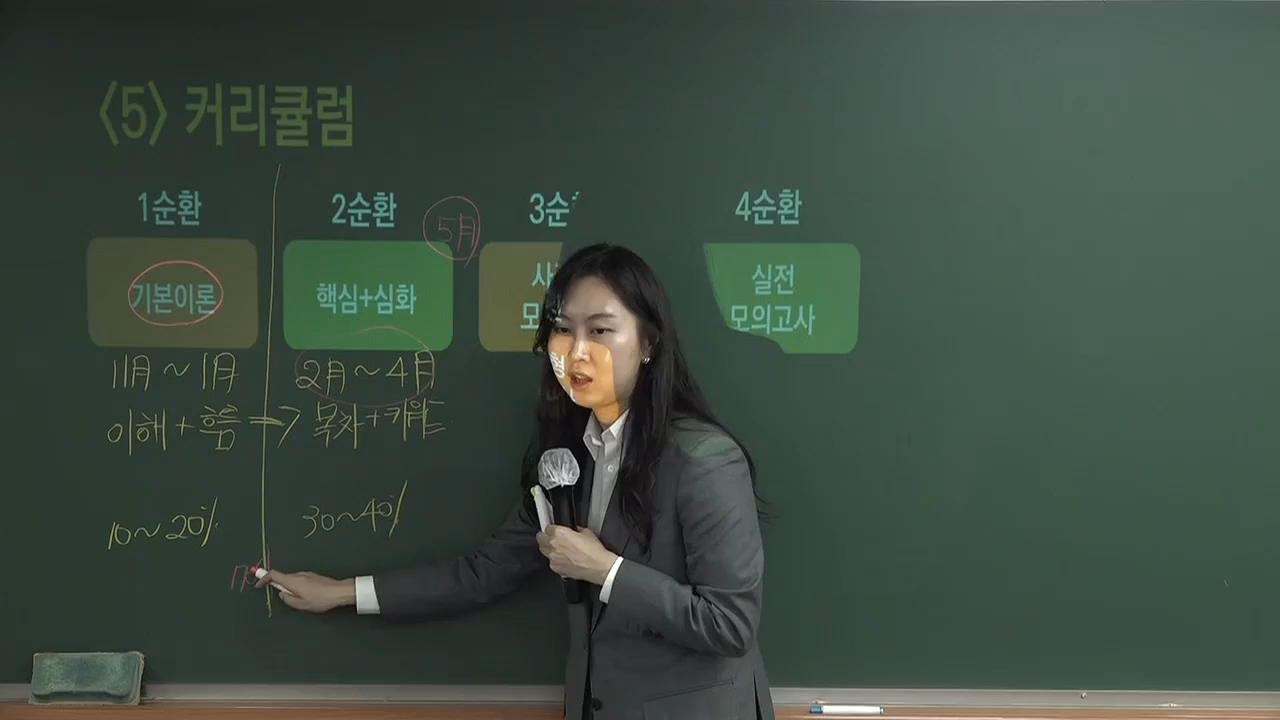 〈5〉 커리큘럼
1순환
2순환
5月
3순
4순환
기본이론
핵심+심화
사
모
실전
모의고사
11月 ~ 1月
2月 ~ 4月
이해 + 흐름 → 목차 + 키워드
10~20%
30~40%